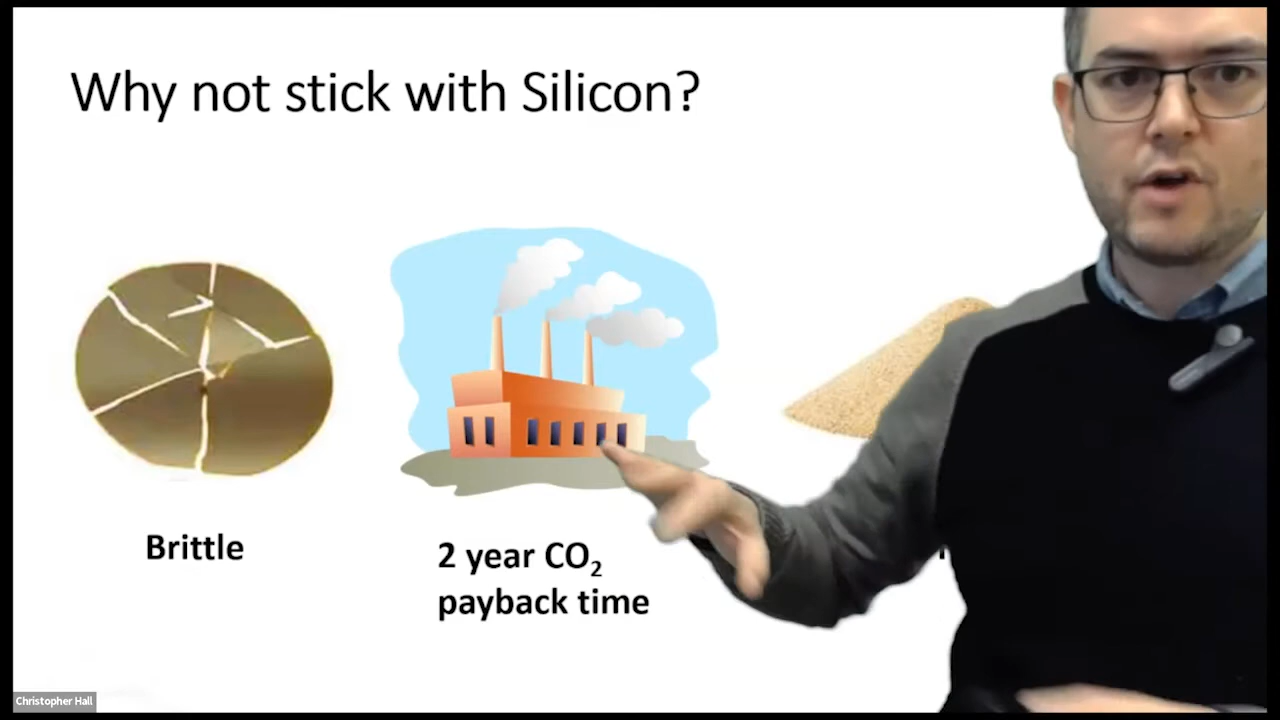 Why not stick with Silicon?
Brittle
2 year CO₂
payback time
Christopher Hall